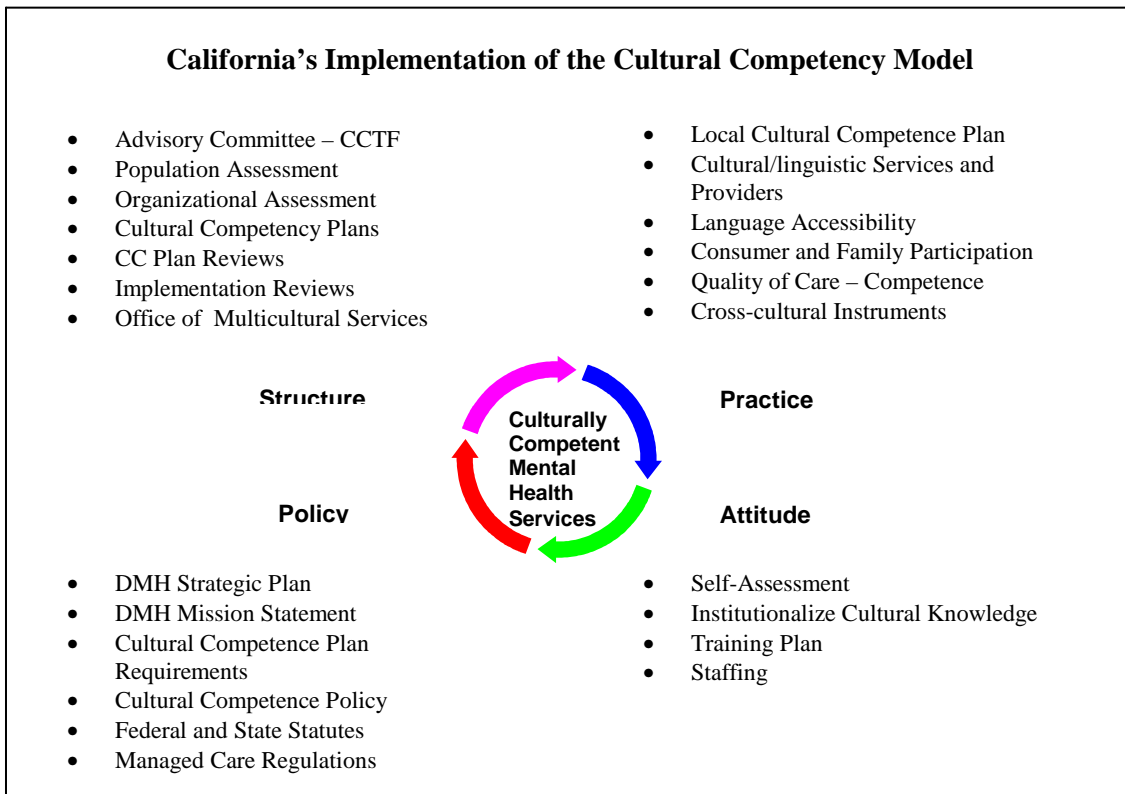 California’s Implementation of the Cultural Competency Model
• Advisory Committee – CCTF
• Population Assessment
• Organizational Assessment
• Cultural Competency Plans
• CC Plan Reviews
• Implementation Reviews
• Office of Multicultural Services
• Local Cultural Competence Plan
• Cultural/linguistic Services and
Providers
• Language Accessibility
• Consumer and Family Participation
• Quality of Care – Competence
• Cross-cultural Instruments
Structure
Practice
Culturally
Competent
Mental
Health
Services
Policy
Attitude
• DMH Strategic Plan
• DMH Mission Statement
• Cultural Competence Plan
Requirements
• Cultural Competence Policy
• Federal and State Statutes
• Managed Care Regulations
• Self-Assessment
• Institutionalize Cultural Knowledge
• Training Plan
• Staffing